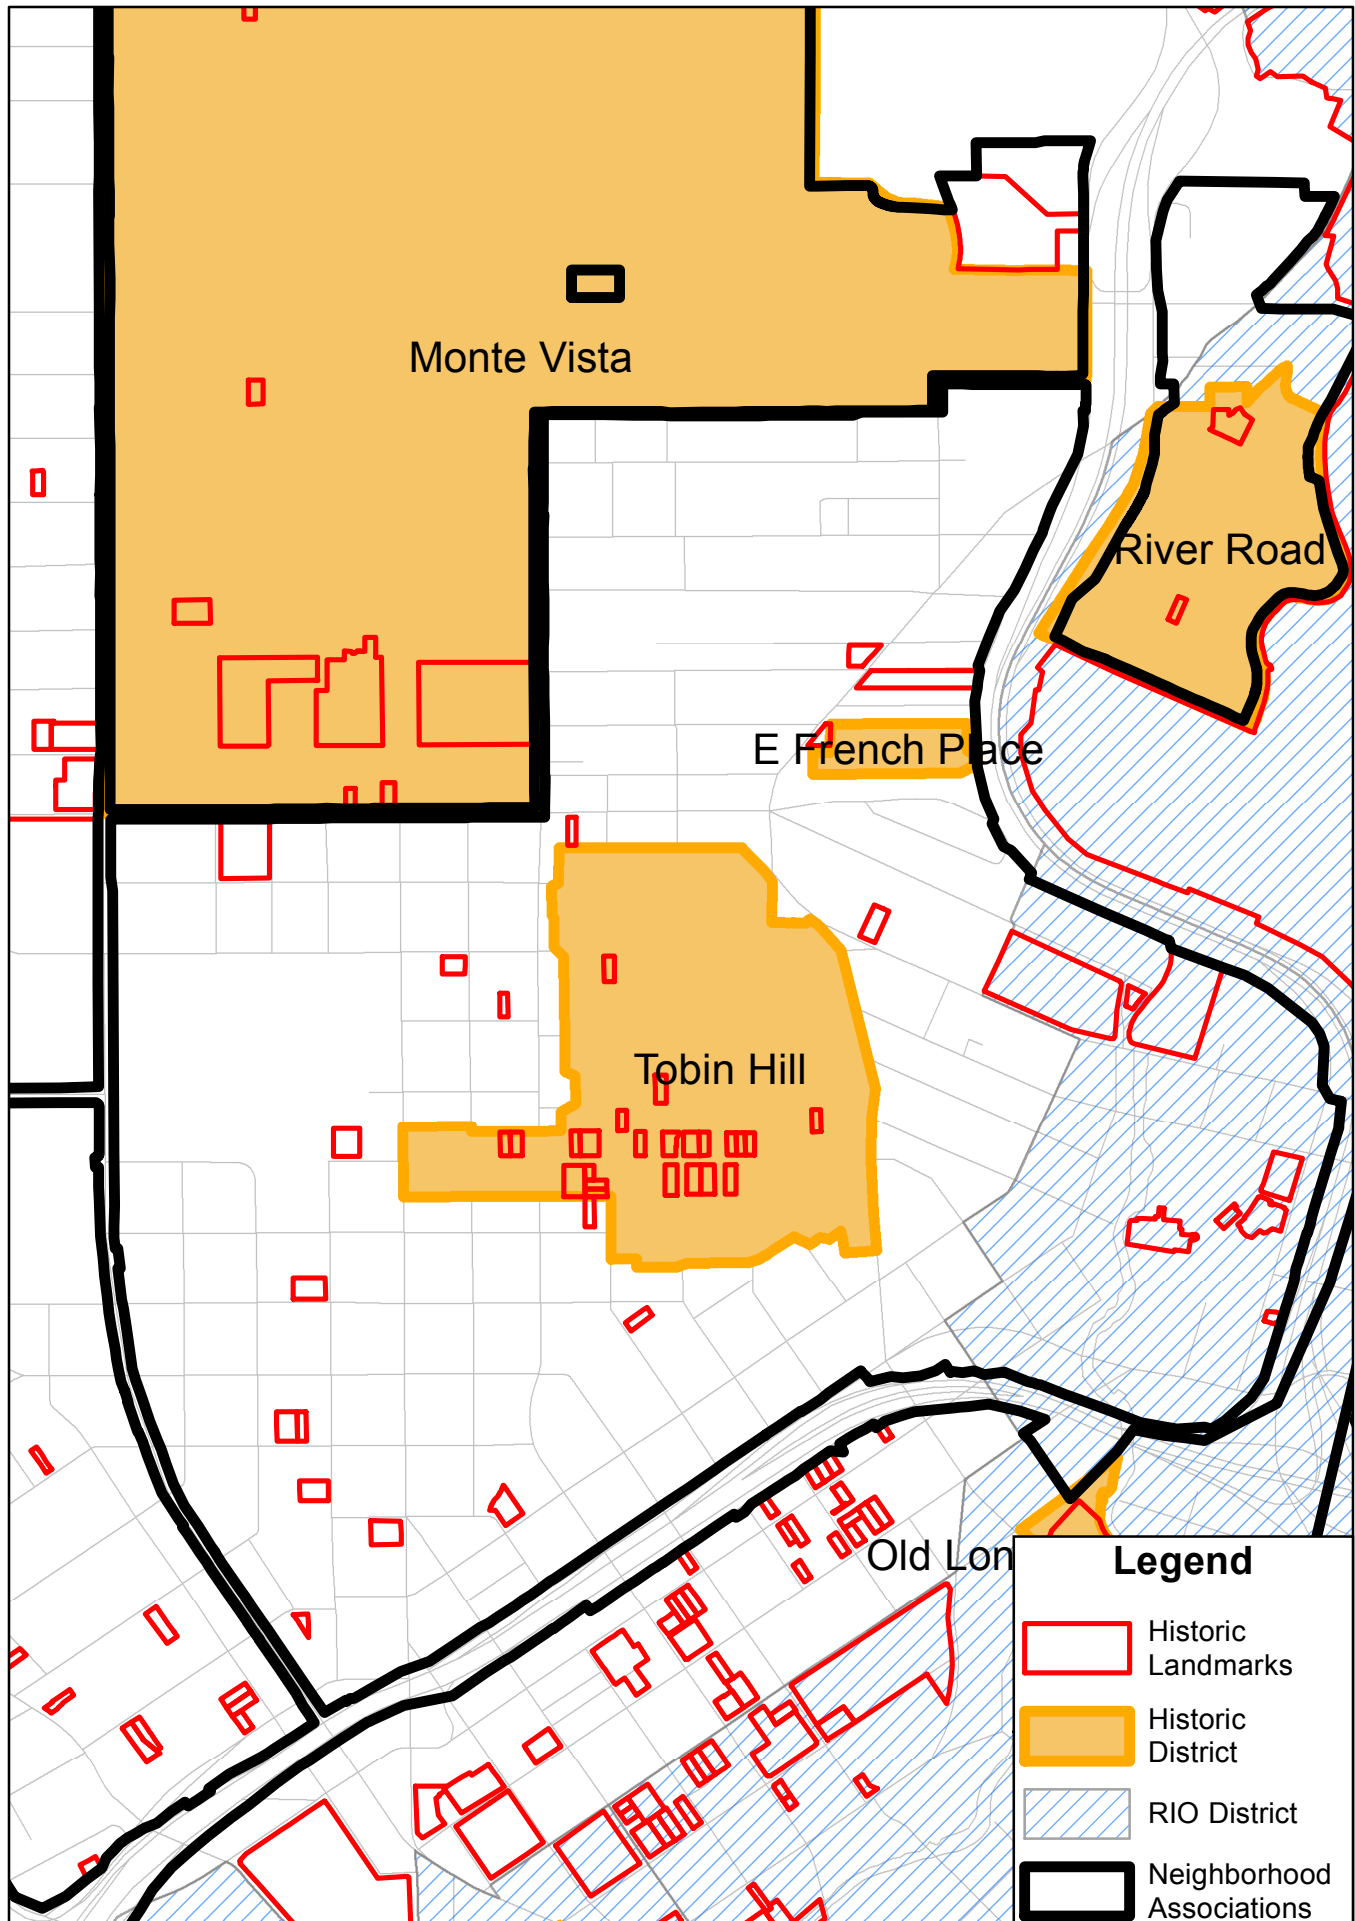 Monte Vista
River Road
E French Place
Tobin Hill
Old Lon
Legend
Historic
Landmarks
Historic
District
RIO District
Neighborhood
Associations